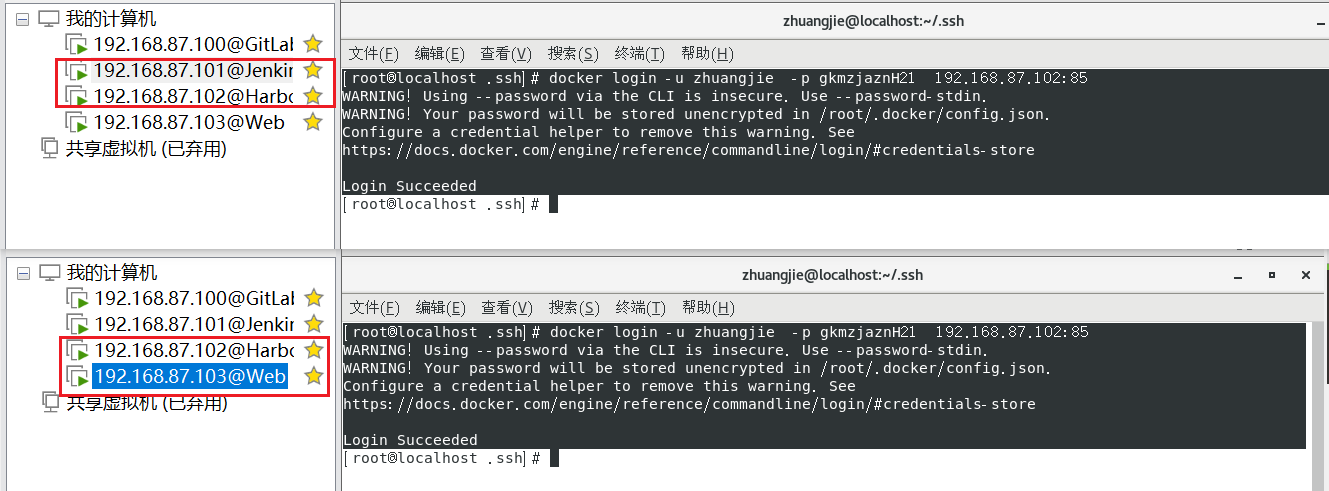 我的计算机
192.168.87.100@GitLab
192.168.87.101@Jenkin
192.168.87.102@Harbo
192.168.87.103@Web
共享虚拟机 (已弃用)
zhuangjie@localhost:~/.ssh
文件(F) 编辑(E) 查看(V) 搜索(S) 终端(T) 帮助(H)
[root@localhost .ssh]# docker login -u zhuangjie  -p gkmzjaznH21  192.168.87.102:85
WARNING! Using --password via the CLI is insecure. Use --password-stdin.
WARNING! Your password will be stored unencrypted in /root/.docker/config.json.
Configure a credential helper to remove this warning. See
https://docs.docker.com/engine/reference/commandline/login/#credentials-store
Login Succeeded
[root@localhost .ssh]#
我的计算机
192.168.87.100@GitLab
192.168.87.101@Jenkin
192.168.87.102@Harbo
192.168.87.103@Web
共享虚拟机 (已弃用)
zhuangjie@localhost:~/.ssh
文件(F) 编辑(E) 查看(V) 搜索(S) 终端(T) 帮助(H)
[root@localhost .ssh]# docker login -u zhuangjie  -p gkmzjaznH21  192.168.87.102:85
WARNING! Using --password via the CLI is insecure. Use --password-stdin.
WARNING! Your password will be stored unencrypted in /root/.docker/config.json.
Configure a credential helper to remove this warning. See
https://docs.docker.com/engine/reference/commandline/login/#credentials-store
Login Succeeded
[root@localhost .ssh]#